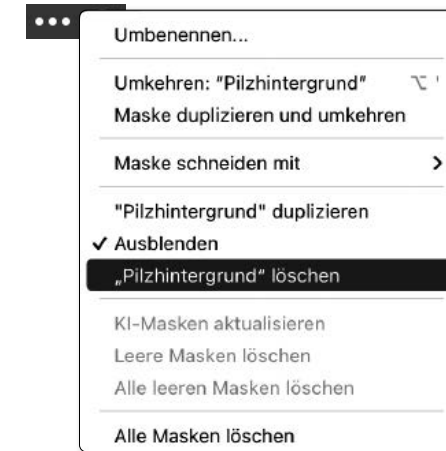 Umbenennen...
Umkehren: "Pilzhintergrund" ⌥ '
Maske duplizieren und umkehren
Maske schneiden mit
"Pilzhintergrund" duplizieren
✓ Ausblenden
„Pilzhintergrund" löschen
KI-Masken aktualisieren
Leere Masken löschen
Alle leeren Masken löschen
Alle Masken löschen